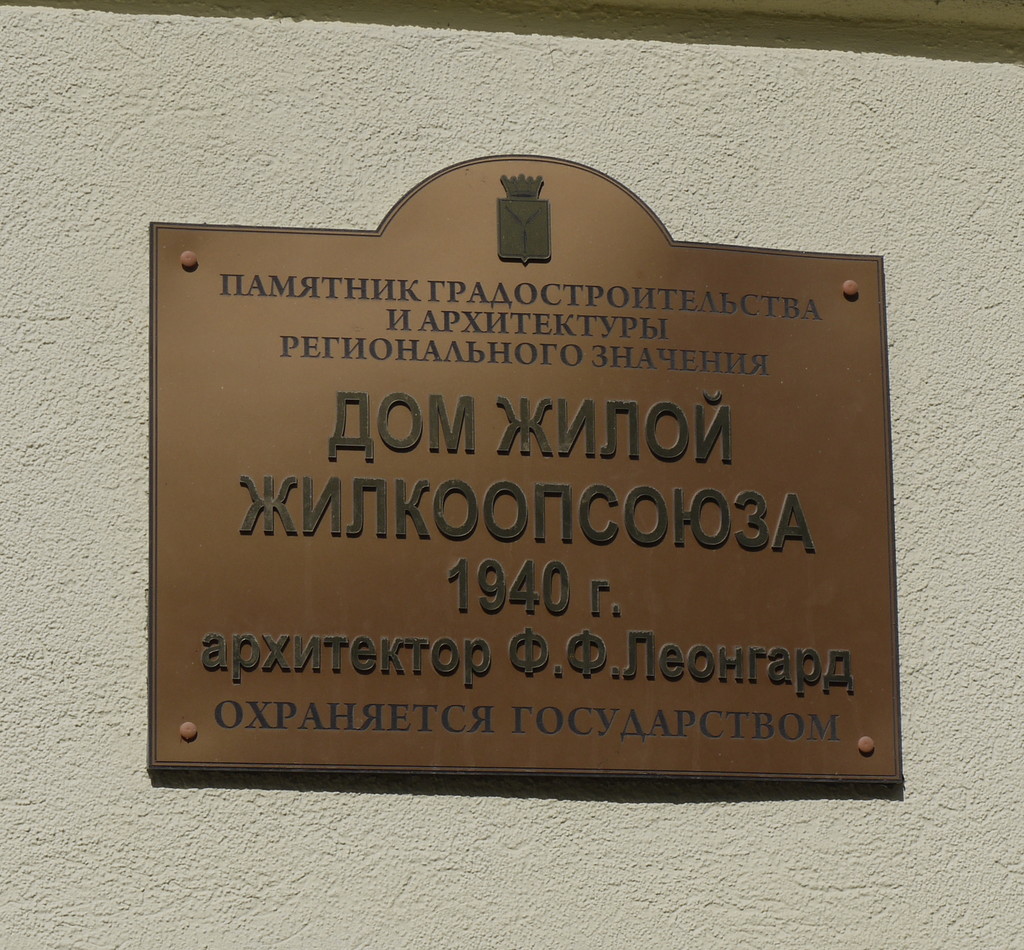 ПАМЯТНИК ГРАДОСТРОИТЕЛЬСТВА
И АРХИТЕКТУРЫ
РЕГИОНАЛЬНОГО ЗНАЧЕНИЯ
ДОМ ЖИЛОЙ
ЖИЛКООПСОЮЗА
1940 г.
архитектор Ф.Ф.Леонгард
ОХРАНЯЕТСЯ ГОСУДАРСТВОМ